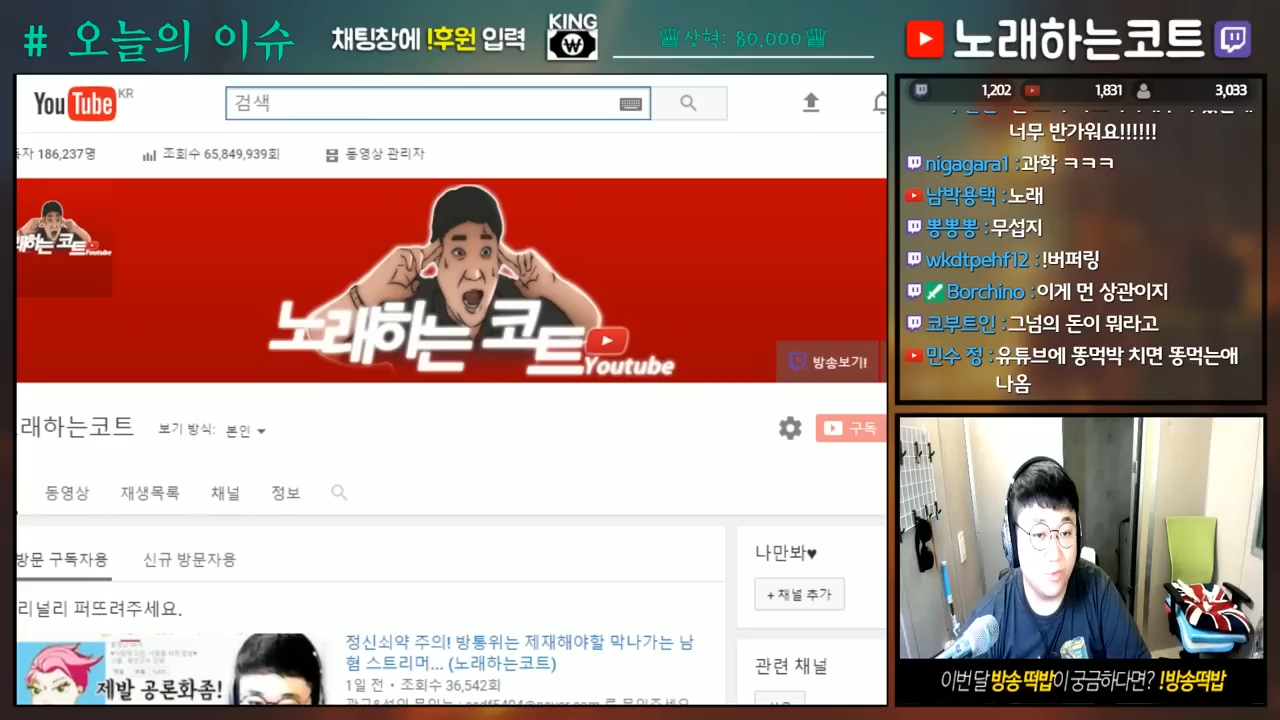 # 오늘의 이슈
채팅창에 !후원 입력
KING
₩
상혁: 80,000
노래하는코트
YouTube KR
검색
186,237명
조회수 65,849,939회
동영상 관리자
노래하는 코트
Youtube
노래하는 코트
Youtube
방송보기!
래하는코트
보기 방식: 본인
구독
동영상
재생목록
채널
정보
방문 구독자용
신규 방문자용
리널리 퍼뜨려주세요.
나만봐♥
+ 채널 추가
관련 채널
제발 공론화좀!
정신쇠약 주의! 방통위는 제재해야할 막나가는 남
혐 스트리머... (노래하는코트)
1일 전 • 조회수 36,542회
1,202
1,831
3,033
너무 반가워요!!!!!!
nigagara1 :과학 ㅋㅋㅋ
남박용택 :노래
뽕뽕뽕 :무섭지
wkdtpehf12 :!버퍼링
Borchino :이게 먼 상관이지
코부트인 :그넘의 돈이 뭐라고
민수 정 :유튜브에 똥먹박 치면 똥먹는애
나옴
이번 달 방송 떡밥이 궁금하다면? !방송떡밥